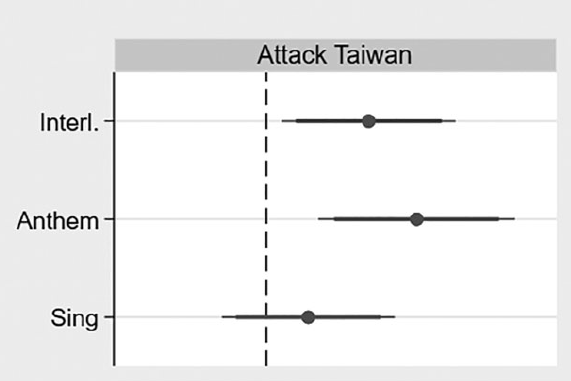 Attack Taiwan
Interl.
Anthem
Sing